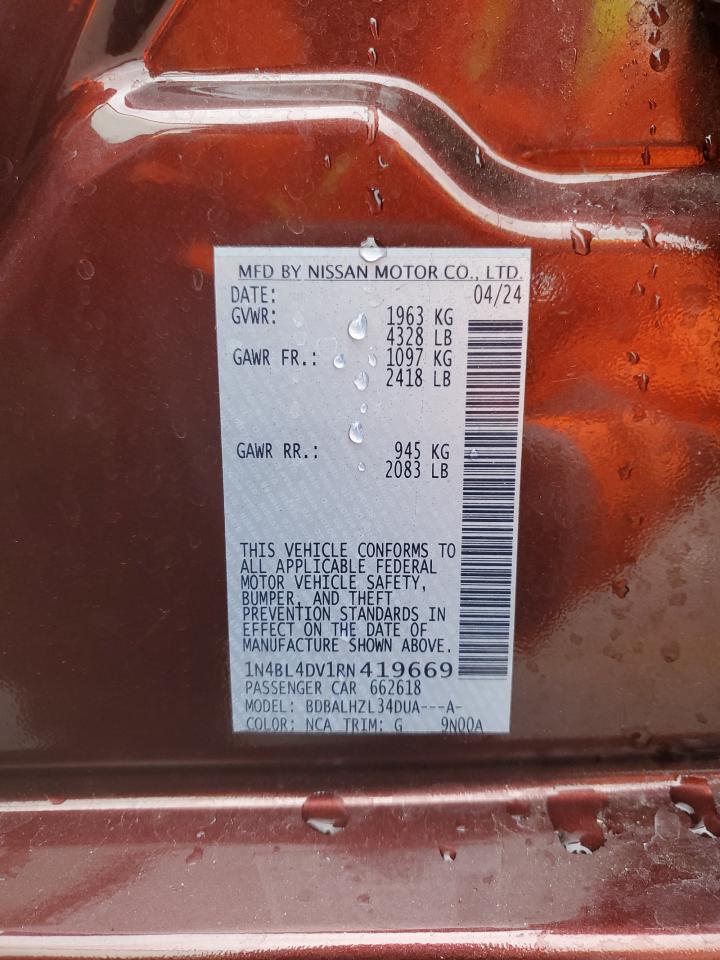 MFD BY NISSAN MOTOR CO., LTD.
DATE: 04/24
GVWR: 1963 KG
4328 LB
GAWR FR.: 1097 KG
2418 LB
GAWR RR.: 945 KG
2083 LB
THIS VEHICLE CONFORMS TO
ALL APPLICABLE FEDERAL
MOTOR VEHICLE SAFETY,
BUMPER, AND THEFT
PREVENTION STANDARDS IN
EFFECT ON THE DATE OF
MANUFACTURE SHOWN ABOVE.
1N4BL4DV1RN419669
PASSENGER CAR 662618
MODEL: BDBALHZL34DUA---A-
COLOR: NCA TRIM: G 9N00A